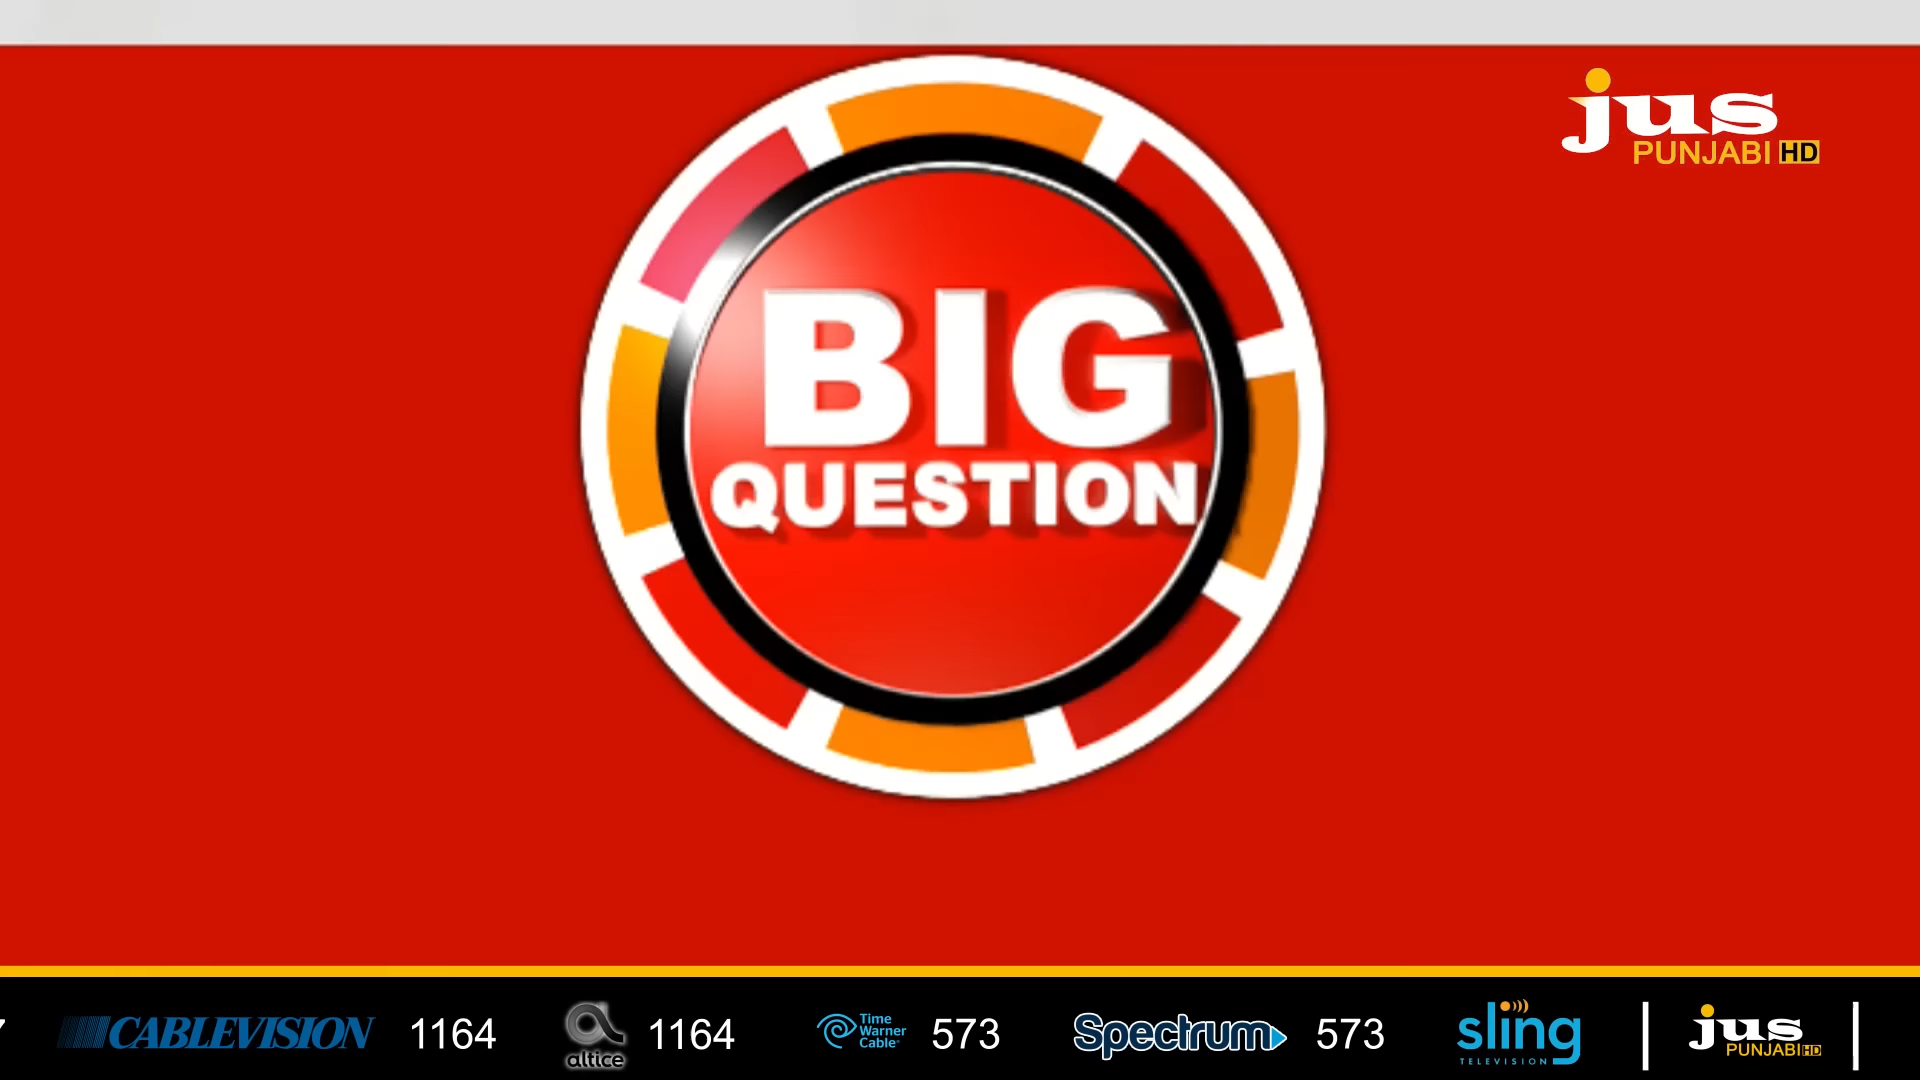 jus
PUNJABI HD
BIG
QUESTION
CABLEVISION 1164 altice 1164 Time Warner Cable 573 Spectrum 573 sling TELEVISION | jus PUNJABI HD |